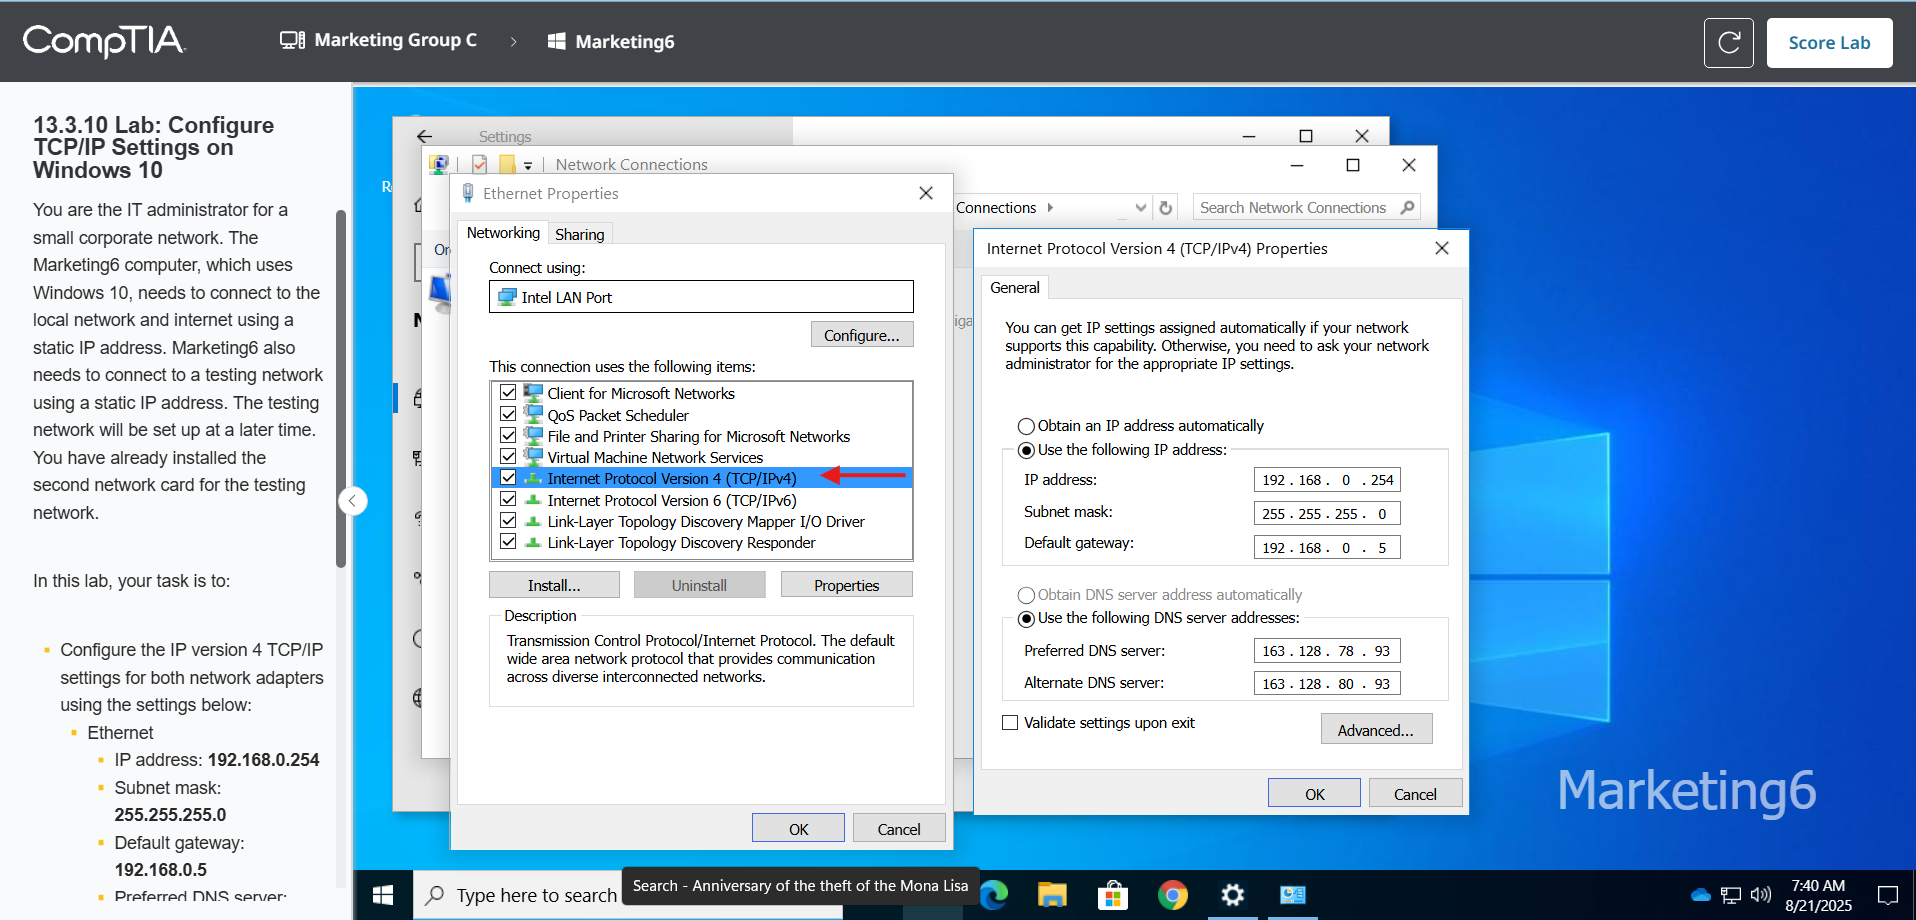 CompTIA
Marketing Group C
Marketing6
Score Lab
13.3.10 Lab: Configure
TCP/IP Settings on
Windows 10
You are the IT administrator for a
small corporate network. The
Marketing6 computer, which uses
Windows 10, needs to connect to the
local network and internet using a
static IP address. Marketing6 also
needs to connect to a testing network
using a static IP address. The testing
network will be set up at a later time.
You have already installed the
second network card for the testing
network.
In this lab, your task is to:
Configure the IP version 4 TCP/IP
settings for both network adapters
using the settings below:
Ethernet
IP address: 192.168.0.254
Subnet mask:
255.255.255.0
Default gateway:
192.168.0.5
Preferred DNS server:
Settings
Network Connections
Connections
Search Network Connections
Ethernet Properties
Networking
Sharing
Connect using:
Intel LAN Port
Configure...
This connection uses the following items:
Client for Microsoft Networks
QoS Packet Scheduler
File and Printer Sharing for Microsoft Networks
Virtual Machine Network Services
Internet Protocol Version 4 (TCP/IPv4)
Internet Protocol Version 6 (TCP/IPv6)
Link-Layer Topology Discovery Mapper I/O Driver
Link-Layer Topology Discovery Responder
Install...
Uninstall
Properties
Description
Transmission Control Protocol/Internet Protocol. The default
wide area network protocol that provides communication
across diverse interconnected networks.
OK
Cancel
Internet Protocol Version 4 (TCP/IPv4) Properties
General
You can get IP settings assigned automatically if your network
supports this capability. Otherwise, you need to ask your network
administrator for the appropriate IP settings.
Obtain an IP address automatically
Use the following IP address:
IP address: 192 . 168 . 0 . 254
Subnet mask: 255 . 255 . 255 . 0
Default gateway: 192 . 168 . 0 . 5
Obtain DNS server address automatically
Use the following DNS server addresses:
Preferred DNS server: 163 . 128 . 78 . 93
Alternate DNS server: 163 . 128 . 80 . 93
Validate settings upon exit
Advanced...
OK
Cancel
Marketing6
Type here to search
Search - Anniversary of the theft of the Mona Lisa
7:40 AM
8/21/2025